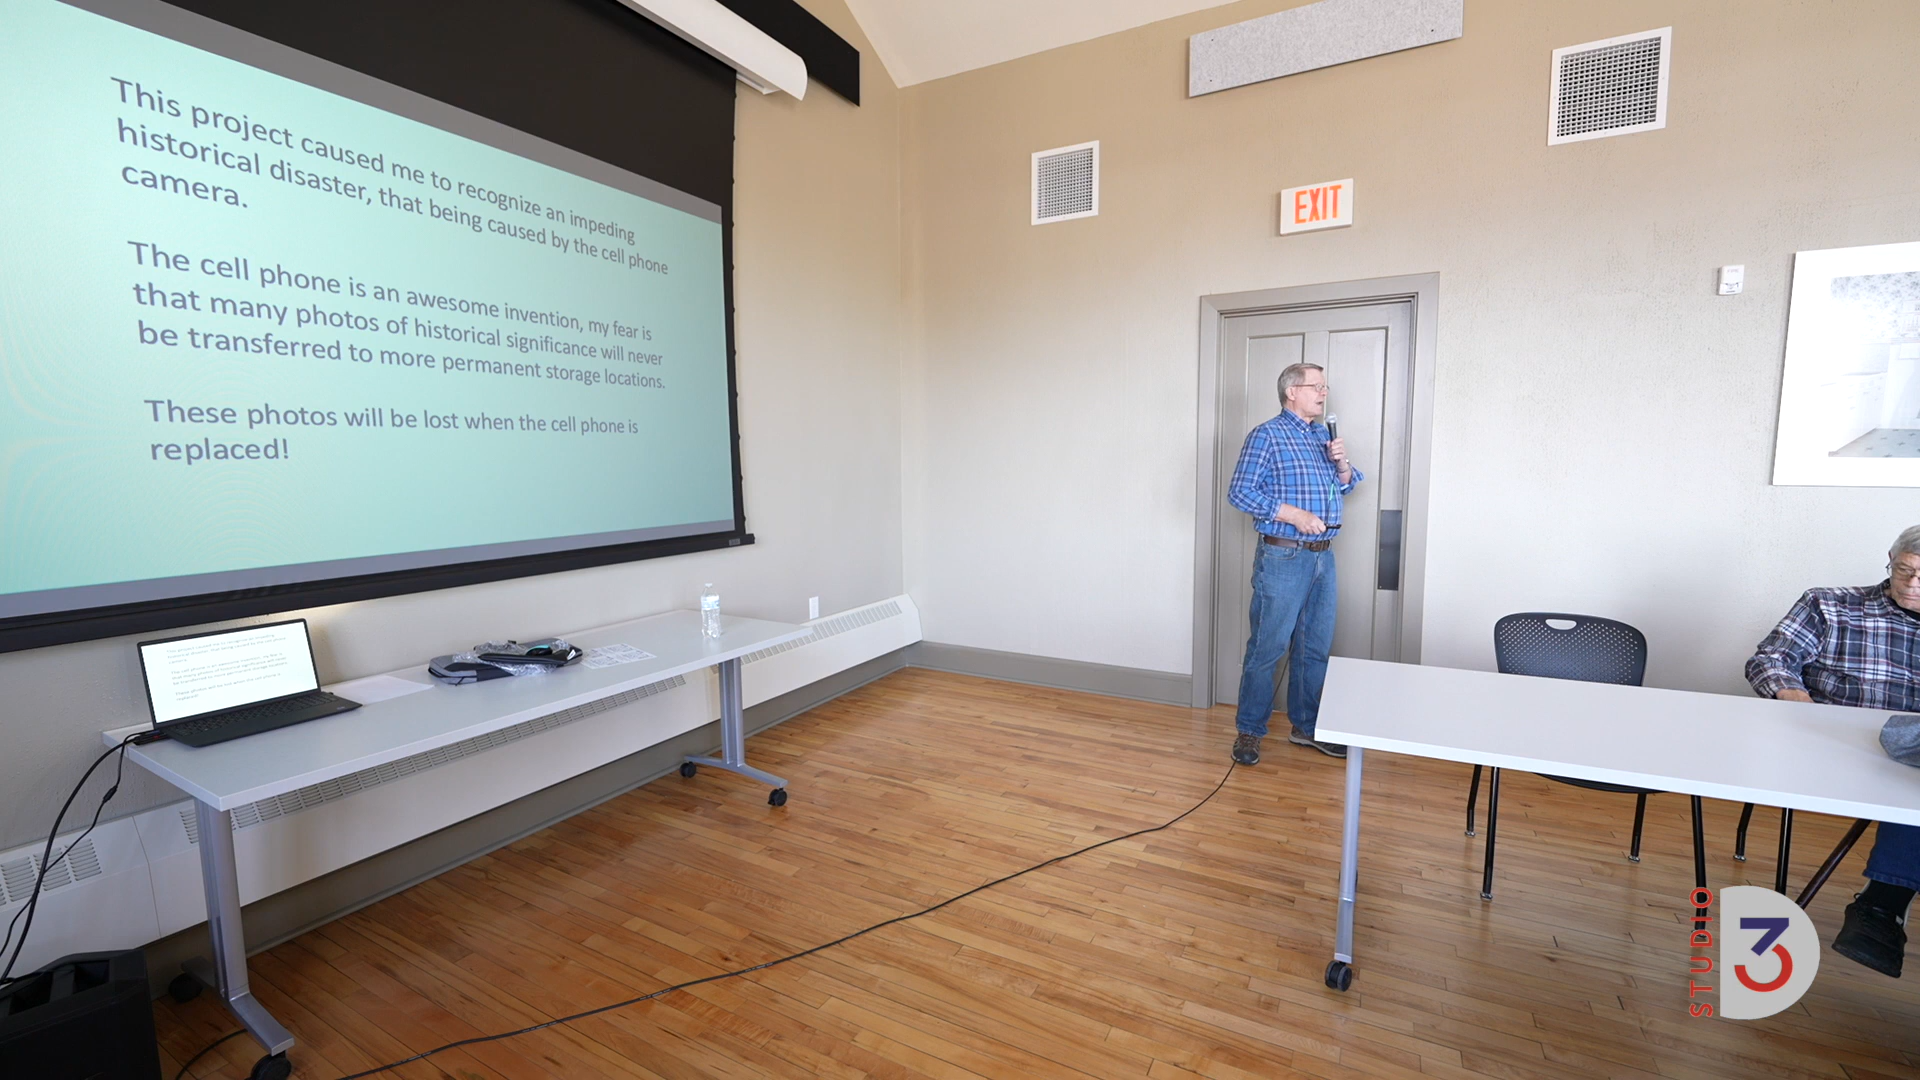 This project caused me to recognize an impeding
historical disaster, that being caused by the cell phone
camera.
The cell phone is an awesome invention, my fear is
that many photos of historical significance will never
be transferred to more permanent storage locations.
These photos will be lost when the cell phone is
replaced!
EXIT
STUDIO 3